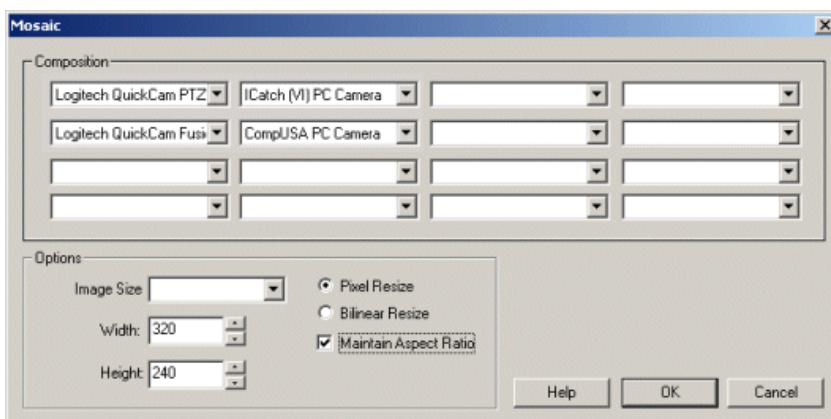 Mosaic
Composition
Logitech QuickCam PTZ ICatch (VI) PC Camera
Logitech QuickCam Fusi CompUSA PC Camera
Options
Image Size
Pixel Resize
Bilinear Resize
Width: 320
Maintain Aspect Ratio
Height: 240
Help OK Cancel